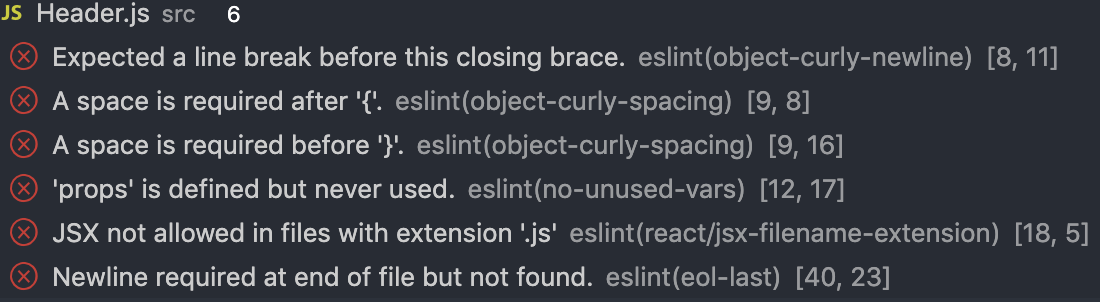 JS Header.js src 6
Expected a line break before this closing brace. eslint(object-curly-newline) [8, 11]
A space is required after '{'. eslint(object-curly-spacing) [9, 8]
A space is required before '}'. eslint(object-curly-spacing) [9, 16]
'props' is defined but never used. eslint(no-unused-vars) [12, 17]
JSX not allowed in files with extension '.js' eslint(react/jsx-filename-extension) [18, 5]
Newline required at end of file but not found. eslint(eol-last) [40, 23]